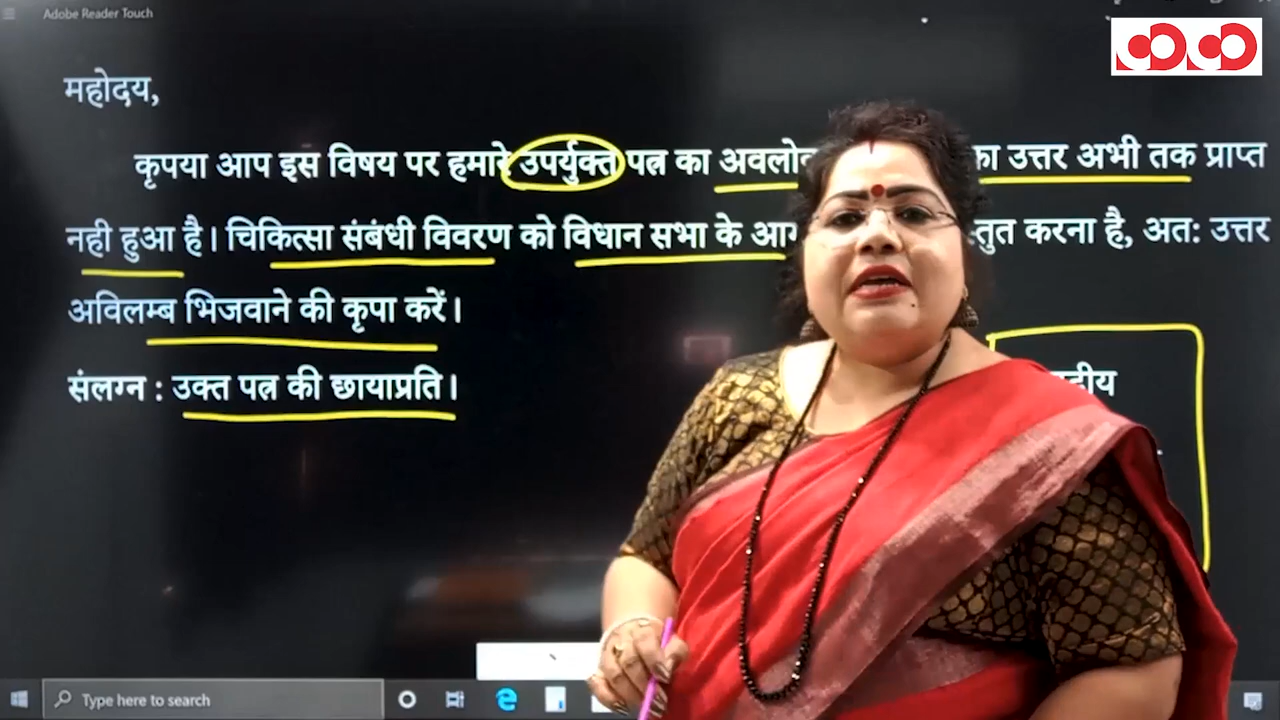 Adobe Reader Touch
महोदय,
कृपया आप इस विषय पर हमारे उपर्युक्त पत्र का का उत्तर अभी तक प्राप्त
नही हुआ है। चिकित्सा संबंधी विवरण को विधान सभा के करना है, अत: उत्तर
अविलम्ब भिजवाने की कृपा करें।
संलग्न : उक्त पत्र की छायाप्रति।
Type here to search